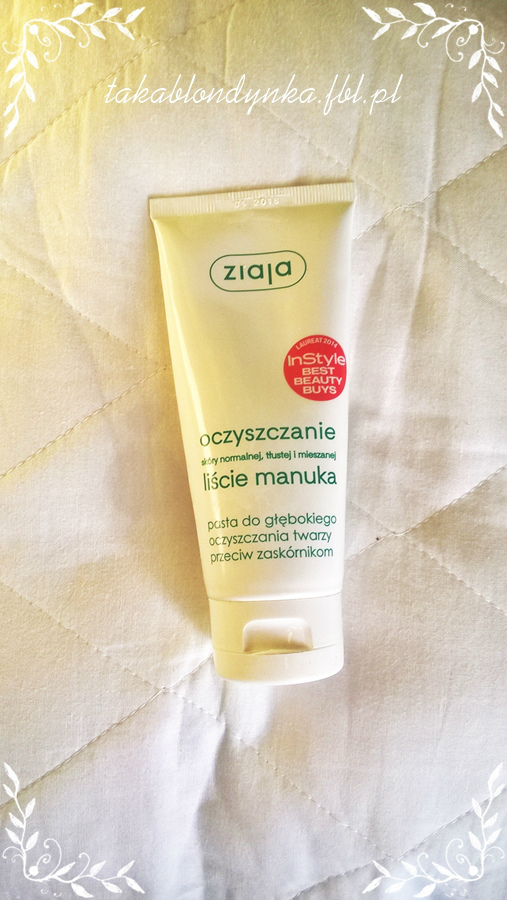 takablondynka.fbl.pl
ziaja
LAUREAT 2014
InStyle
BEST
BEAUTY
BUYS
oczyszczanie
skóry normalnej, tłustej i mieszanej
liście manuka
pasta do głębokiego
oczyszczania twarzy
przeciw zaskórnikom